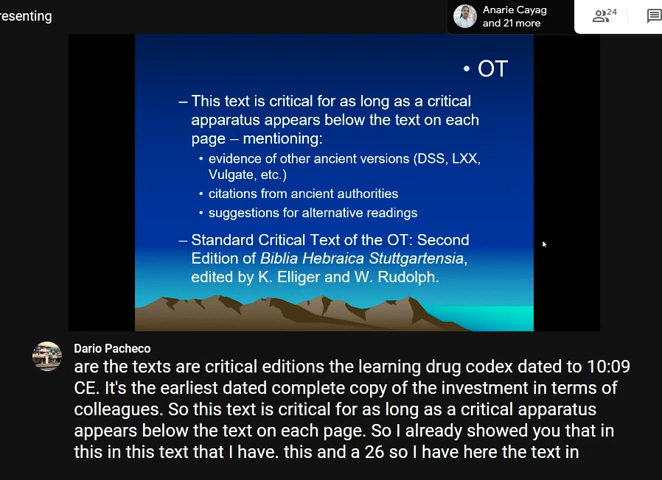 resenting
Anarie Cayag
and 21 more
24
• OT
– This text is critical for as long as a critical
apparatus appears below the text on each
page – mentioning:
• evidence of other ancient versions (DSS, LXX,
Vulgate, etc.)
• citations from ancient authorities
• suggestions for alternative readings
– Standard Critical Text of the OT: Second
Edition of Biblia Hebraica Stuttgartensia,
edited by K. Elliger and W. Rudolph.
Dario Pacheco
are the texts are critical editions the learning drug codex dated to 10:09
CE. It's the earliest dated complete copy of the investment in terms of
colleagues. So this text is critical for as long as a critical apparatus
appears below the text on each page. So I already showed you that in
this in this text that I have. this and a 26 so I have here the text in